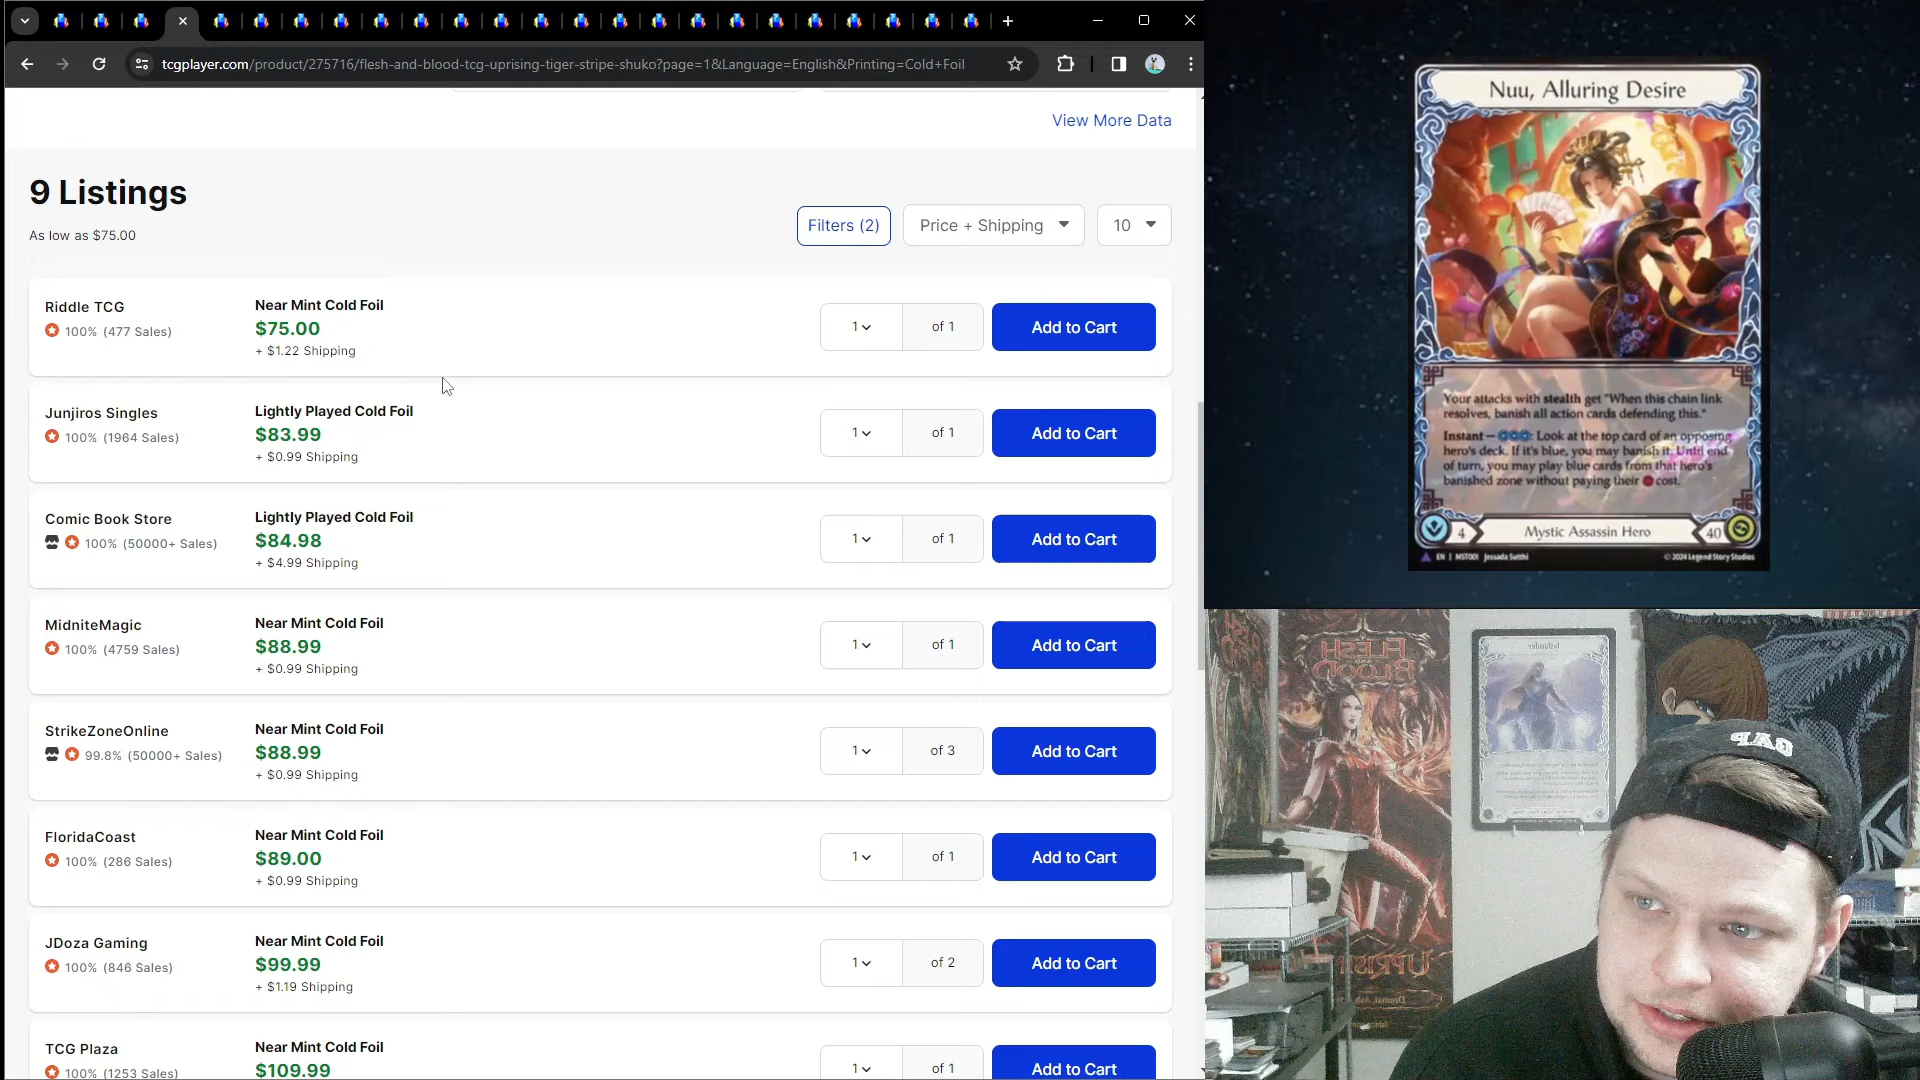 tcgplayer.com/product/275716/flesh-and-blood-tcg-uprising-tiger-stripe-shuko?page=1&Language=English&Printing=Cold+Foil
View More Data
9 Listings
As low as $75.00
Filters (2)
Price + Shipping
10
Riddle TCG
100% (477 Sales)
Near Mint Cold Foil
$75.00
+ $1.22 Shipping
1
of 1
Add to Cart
Junjiros Singles
100% (1964 Sales)
Lightly Played Cold Foil
$83.99
+ $0.99 Shipping
1
of 1
Add to Cart
Comic Book Store
100% (50000+ Sales)
Lightly Played Cold Foil
$84.98
+ $4.99 Shipping
1
of 1
Add to Cart
MidniteMagic
100% (4759 Sales)
Near Mint Cold Foil
$88.99
+ $0.99 Shipping
1
of 1
Add to Cart
StrikeZoneOnline
99.8% (50000+ Sales)
Near Mint Cold Foil
$88.99
+ $0.99 Shipping
1
of 3
Add to Cart
FloridaCoast
100% (286 Sales)
Near Mint Cold Foil
$89.00
+ $0.99 Shipping
1
of 1
Add to Cart
JDoza Gaming
100% (846 Sales)
Near Mint Cold Foil
$99.99
+ $1.19 Shipping
1
of 2
Add to Cart
TCG Plaza
100% (1253 Sales)
Near Mint Cold Foil
$109.99
1
of 1
Add to Cart
Nuu, Alluring Desire
Your attacks with stealth get "When this chain link
resolves, banish all action cards defending this."
Instant — : Look at the top card of an opposing
hero's deck. If it's blue, you may banish it. Until end
of turn, you may play blue cards from that hero's
banished zone without paying their cost.
4
Mystic Assassin Hero
40
EN | MST001 Jessada Sutthi
© 2024 Legend Story Studios
FLESH
AND
BLOOD
UPRISING
GAP